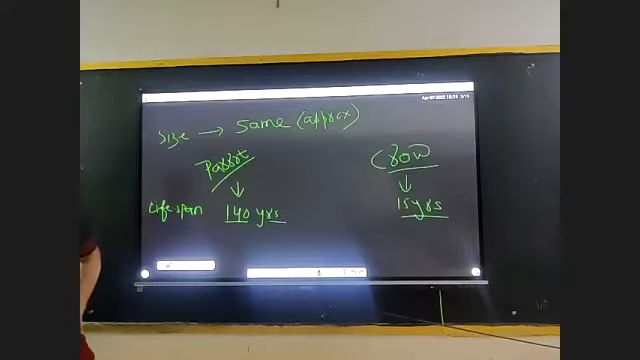 Size → Same (approx)
Parrot Crow
↓ ↓
Life span 140 yrs 15 yrs